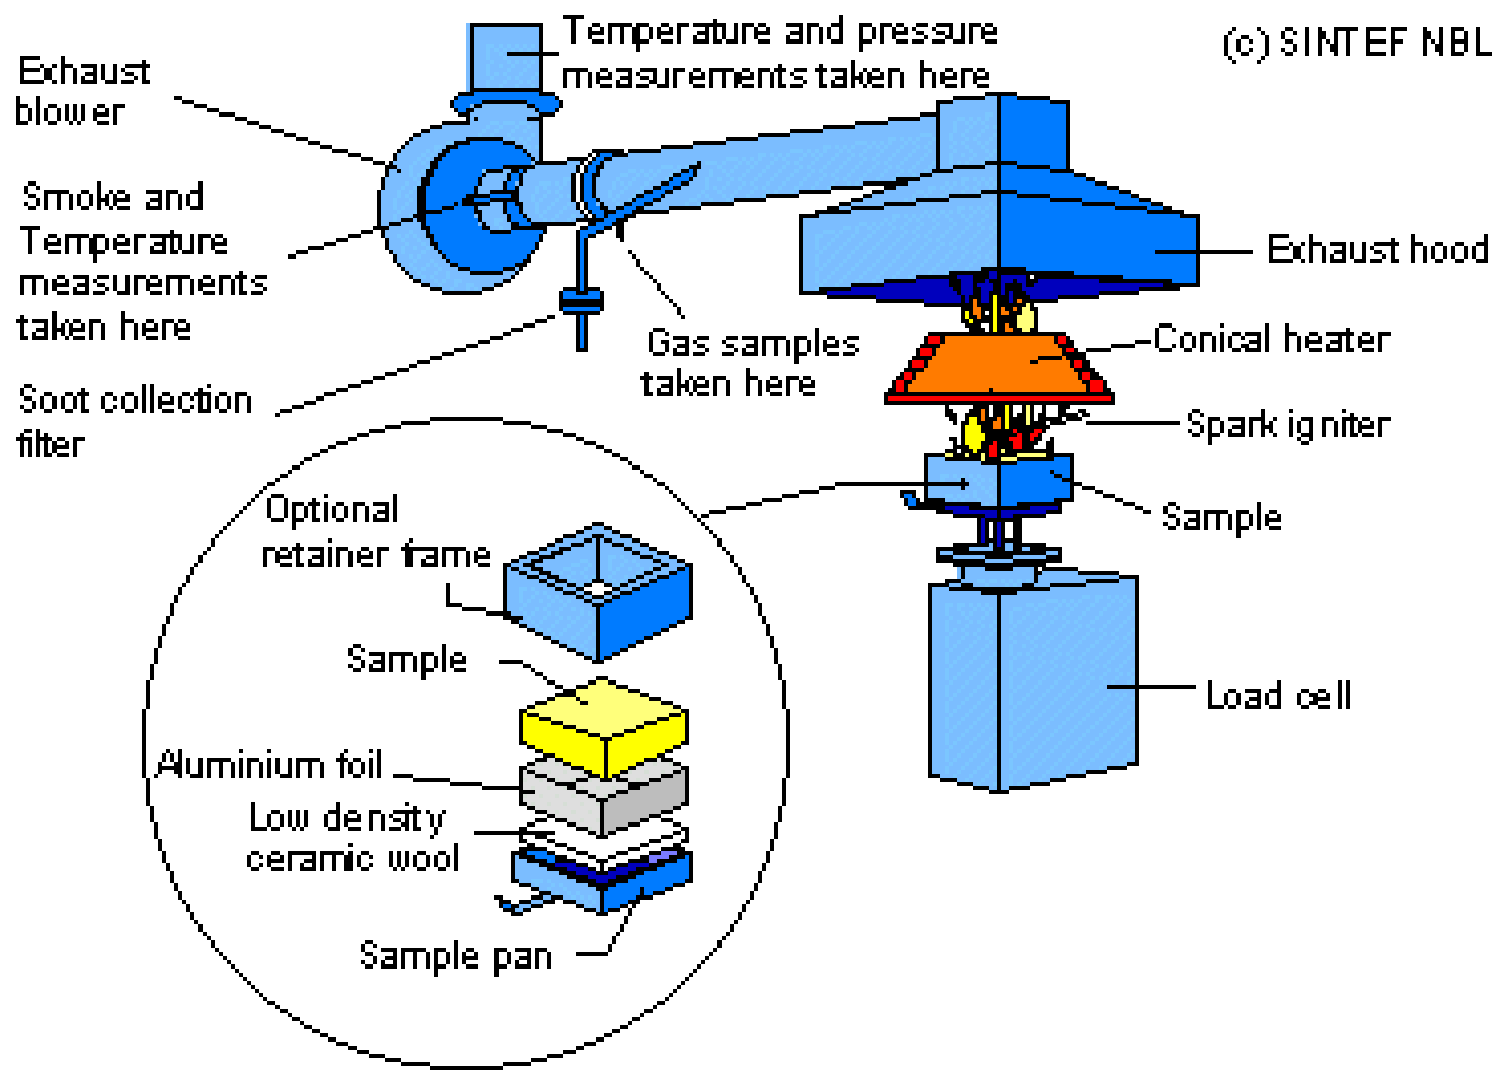 Temperature and pressure
measurements taken here
(c) SINTEF NBL
Exhaust
blower
Smoke and
Temperature
measurements
taken here
Exhaust hood
Gas samples
taken here
Conical heater
Soot collection
filter
Spark igniter
Sample
Load cell
Optional
retainer frame
Sample
Aluminium foil
Low density
ceramic wool
Sample pan